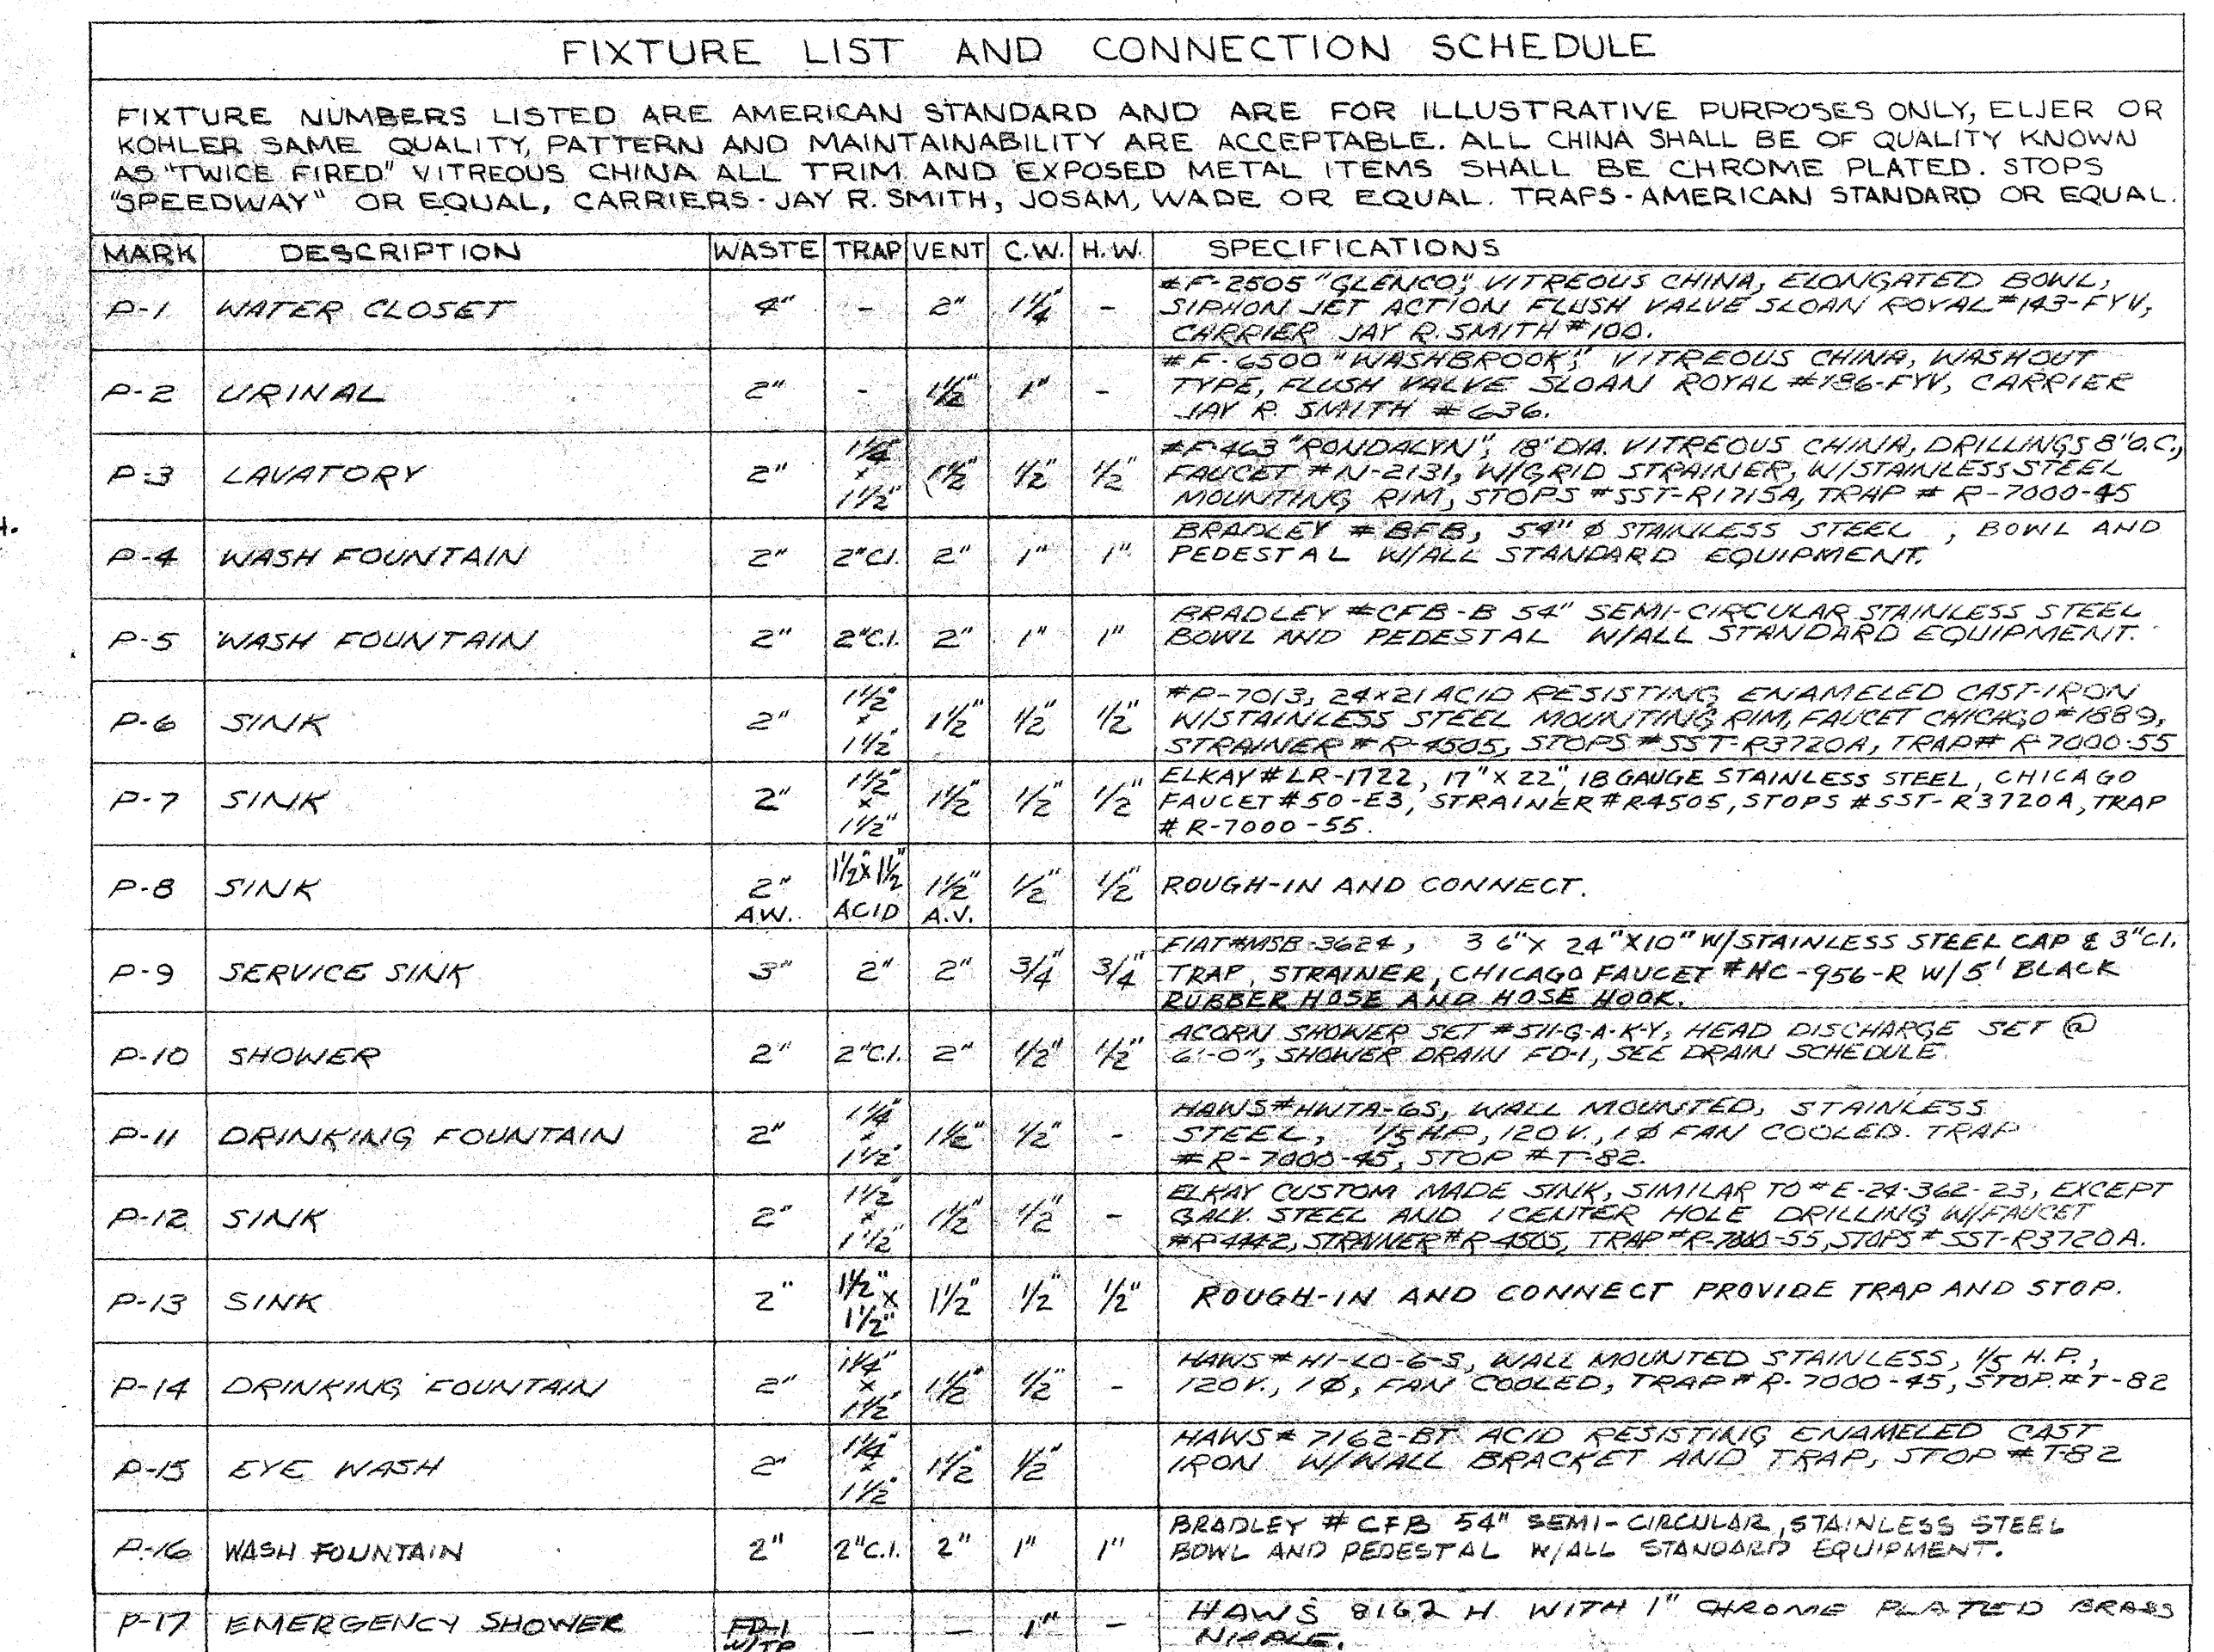 FIXTURE LIST AND CONNECTION SCHEDULE
FIXTURE NUMBERS LISTED ARE AMERICAN STANDARD AND ARE FOR ILLUSTRATIVE PURPOSES ONLY, ELJER OR
KOHLER SAME QUALITY, PATTERN AND MAINTAINABILITY ARE ACCEPTABLE. ALL CHINA SHALL BE OF QUALITY KNOWN
AS "TWICE FIRED" VITREOUS CHINA ALL TRIM AND EXPOSED METAL ITEMS SHALL BE CHROME PLATED. STOPS
"SPEEDWAY" OR EQUAL, CARRIERS - JAY R. SMITH, JOSAM, WADE OR EQUAL. TRAPS - AMERICAN STANDARD OR EQUAL.
MARK DESCRIPTION WASTE TRAP VENT C.W. H.W. SPECIFICATIONS
P-1 WATER CLOSET 4" - 2" 1¼" -
#F-2505 "GLENCO", VITREOUS CHINA, ELONGATED BOWL,
SIPHON JET ACTION FLUSH VALVE SLOAN ROYAL #143-FYV,
CARRIER JAY R. SMITH #100.
P-2 URINAL 2" - 1½" 1" -
#F-6500 "WASHBROOK", VITREOUS CHINA, WASHOUT
TYPE, FLUSH VALVE SLOAN ROYAL #186-FYV, CARRIER
JAY R. SMITH #636.
P-3 LAVATORY 2" 1¼" x 1½" 1½" ½" ½"
#F-463 "RONDALYN", 18" DIA. VITREOUS CHINA, DRILLINGS 8" O.C.,
FAUCET #N-2131, W/GRID STRAINER, W/STAINLESS STEEL
MOUNTING RIM, STOPS #SST-R1715A, TRAP # R-7000-45
P-4 WASH FOUNTAIN 2" 2"C.I. 2" 1" 1"
BRADLEY # BFB, 54" Ø STAINLESS STEEL , BOWL AND
PEDESTAL W/ALL STANDARD EQUIPMENT.
P-5 WASH FOUNTAIN 2" 2"C.I. 2" 1" 1"
BRADLEY #CFB-B 54" SEMI-CIRCULAR STAINLESS STEEL
BOWL AND PEDESTAL W/ALL STANDARD EQUIPMENT.
P-6 SINK 2" 1½" x 1½" 1½" ½" ½"
#P-7013, 24x21 ACID RESISTING ENAMELED CAST-IRON
W/STAINLESS STEEL MOUNTING RIM, FAUCET CHICAGO #1889,
STRAINER # R-4505, STOPS #SST-R3720A, TRAP# R-7000-55
P-7 SINK 2" 1½" x 1½" 1½" ½" ½"
ELKAY #LR-1722, 17" X 22", 18 GAUGE STAINLESS STEEL, CHICAGO
FAUCET #50-E3, STRAINER #R4505, STOPS #SST-R3720A, TRAP
# R-7000-55.
P-8 SINK 2" AW. 1½ x 1½" ACID 1½" A.V. ½" ½" ROUGH-IN AND CONNECT.
P-9 SERVICE SINK 3" 2" 2" ¾" ¾"
FIAT #MSB-3624, 36" X 24" X 10" W/STAINLESS STEEL CAP & 3"C.I.
TRAP, STRAINER, CHICAGO FAUCET #HC-956-R W/5' BLACK
RUBBER HOSE AND HOSE HOOK.
P-10 SHOWER 2" 2"C.I. 2" ½" ½"
ACORN SHOWER SET #511-G-A-K-Y, HEAD DISCHARGE SET @
6'-0", SHOWER DRAIN FD-1, SEE DRAIN SCHEDULE.
P-11 DRINKING FOUNTAIN 2" 1¼" x 1½" 1½" ½" -
HAWS #HWTA-6S, WALL MOUNTED, STAINLESS
STEEL, 1/5 HP, 120 V., 1 Ø FAN COOLED. TRAP
# R-7000-45, STOP #T-82.
P-12 SINK 2" 1½" x 1½" 1½" ½" -
ELKAY CUSTOM MADE SINK, SIMILAR TO #E-24-362-23, EXCEPT
GALV. STEEL AND 1 CENTER HOLE DRILLING W/FAUCET
#R-4442, STRAINER #R-4505, TRAP #R-7000-55, STOPS # SST-R3720A.
P-13 SINK 2" 1½" x 1½" 1½" ½" ½" ROUGH-IN AND CONNECT PROVIDE TRAP AND STOP.
P-14 DRINKING FOUNTAIN 2" 1¼" x 1½" 1½" ½" -
HAWS # HI-LO-6-S, WALL MOUNTED STAINLESS, 1/5 H.P.,
120 V., 1 Ø, FAN COOLED, TRAP # R-7000-45, STOP. #T-82
P-15 EYE WASH 2" 1¼" x 1½" 1½" ½"
HAWS # 7162-BT ACID RESISTING ENAMELED CAST
IRON W/WALL BRACKET AND TRAP, STOP #T-82
P-16 WASH FOUNTAIN 2" 2"C.I. 2" 1" 1"
BRADLEY # CFB 54" SEMI-CIRCULAR, STAINLESS STEEL
BOWL AND PEDESTAL W/ALL STANDARD EQUIPMENT.
P-17 EMERGENCY SHOWER FD-1 W/TP - - 1" -
HAWS 8162 H WITH 1" CHROME PLATED BRASS
NIPPLE.